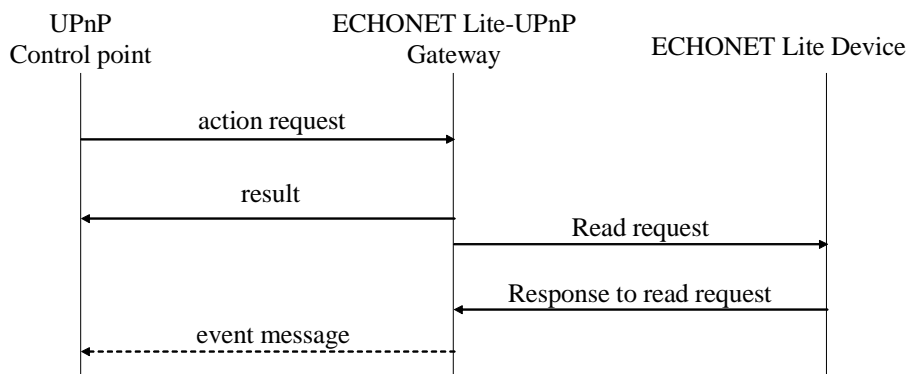 UPnP
Control point
ECHONET Lite-UPnP
Gateway
ECHONET Lite Device
action request
result
Read request
Response to read request
event message